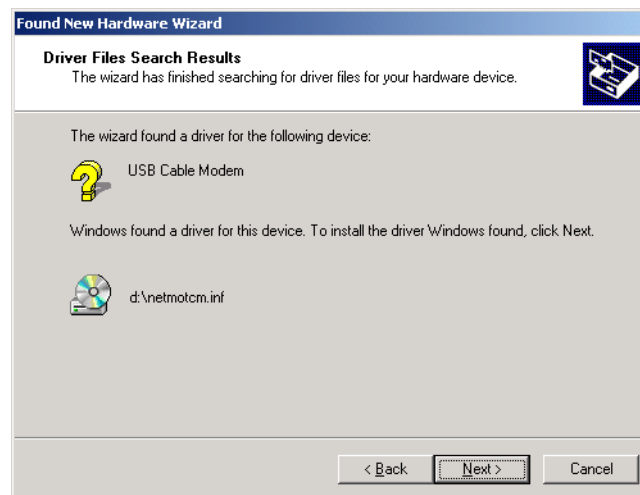 Found New Hardware Wizard
Driver Files Search Results
The wizard has finished searching for driver files for your hardware device.
The wizard found a driver for the following device:
USB Cable Modem
Windows found a driver for this device. To install the driver Windows found, click Next.
d:\netmotcm.inf
< Back Next > Cancel